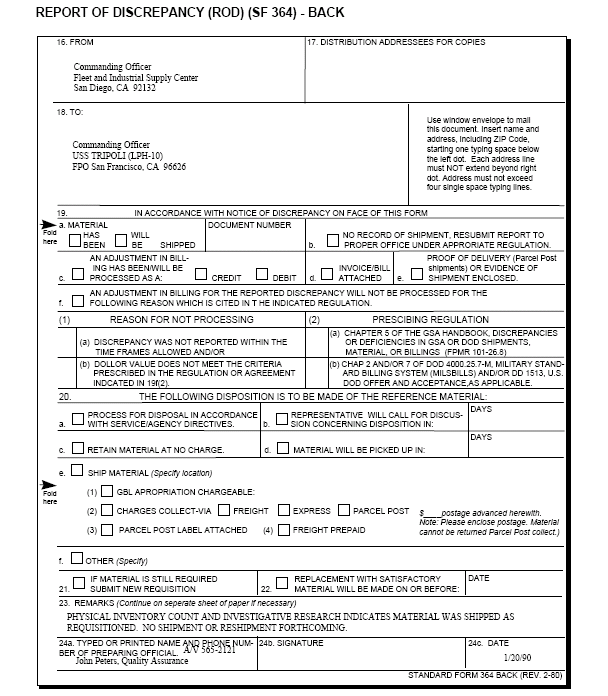 REPORT OF DISCREPANCY (ROD) (SF 364) - BACK
16. FROM
Commanding Officer
Fleet and Industrial Supply Center
San Diego, CA 92132
17. DISTRIBUTION ADDRESSEES FOR COPIES
18. TO:
Commanding Officer
USS TRIPOLI (LPH-10)
FPO San Francisco, CA 96626
Use window envelope to mail
this document. Insert name and
address, including ZIP Code,
starting one typing space below
the left dot. Each address line
must NOT extend beyond right
dot. Address must not exceed
four single space typing lines.
19. IN ACCORDANCE WITH NOTICE OF DISCREPANCY ON FACE OF THIS FORM
Fold
here
a. MATERIAL
HAS
BEEN
WILL
BE SHIPPED
DOCUMENT NUMBER
b. NO RECORD OF SHIPMENT, RESUBMIT REPORT TO
PROPER OFFICE UNDER APPRORIATE REGULATION.
c. AN ADJUSTMENT IN BILL-
ING HAS BEEN/WILL BE
PROCESSED AS A: CREDIT DEBIT
d. INVOICE/BILL
ATTACHED
e. PROOF OF DELIVERY (Parcel Post
shipments) OR EVIDENCE OF
SHIPMENT ENCLOSED.
f. AN ADJUSTMENT IN BILLING FOR THE REPORTED DISCREPANCY WILL NOT BE PROCESSED FOR THE
FOLLOWING REASON WHICH IS CITED IN T HE INDICATED REGULATION.
(1) REASON FOR NOT PROCESSING
(2) PRESCIBING REGULATION
(a) DISCREPANCY WAS NOT REPORTED WITHIN THE
TIME FRAMES ALLOWED AND/OR
(a) CHAPTER 5 OF THE GSA HANDBOOK, DISCREPANCIES
OR DEFICIENCIES IN GSA OR DOD SHIPMENTS,
MATERIAL, OR BILLINGS (FPMR 101-26.8)
(b) DOLLOR VALUE DOES NOT MEET THE CRITERIA
PRESCRIBED IN THE REGULATION OR AGREEMENT
INDCATED IN 19f(2).
(b) CHAP 2 AND/OR 7 OF DOD 4000.25.7-M, MILITARY STAND-
ARD BILLING SYSTEM (MILSBILLS) AND/OR DD 1513, U.S.
DOD OFFER AND ACCEPTANCE,AS APPLICABLE.
20. THE FOLLOWING DISPOSITION IS TO BE MADE OF THE REFERENCE MATERIAL:
a. PROCESS FOR DISPOSAL IN ACCORDANCE
WITH SERVICE/AGENCY DIRECTIVES.
b. REPRESENTATIVE WILL CALL FOR DISCUS-
SION CONCERNING DISPOSITION IN:
DAYS
c. RETAIN MATERIAL AT NO CHARGE.
d. MATERIAL WILL BE PICKED UP IN:
DAYS
e. SHIP MATERIAL (Specify location)
Fold
here
(1) GBL APROPRIATION CHARGEABLE:
(2) CHARGES COLLECT-VIA FREIGHT EXPRESS PARCEL POST
$____postage advanced herewith.
Note: Please enclose postage. Material
cannot be returned Parcel Post collect.)
(3) PARCEL POST LABEL ATTACHED (4) FREIGHT PREPAID
f. OTHER (Specify)
21. IF MATERIAL IS STILL REQUIRED
SUBMIT NEW REQUISITION
22. REPLACEMENT WITH SATISFACTORY
MATERIAL WILL BE MADE ON OR BEFORE:
DATE
23. REMARKS (Continue on seperate sheet of paper if necessary)
PHYSICAL INVENTORY COUNT AND INVESTIGATIVE RESEARCH INDICATES MATERIAL WAS SHIPPED AS
REQUISITIONED. NO SHIPMENT OR RESHIPMENT FORTHCOMING.
24a. TYPED OR PRINTED NAME AND PHONE NUM-
BER OF PREPARING OFFICIAL. A/V 565-2121
John Peters, Quality Assurance
24b. SIGNATURE
24c. DATE
1/20/90
STANDARD FORM 364 BACK (REV. 2-80)